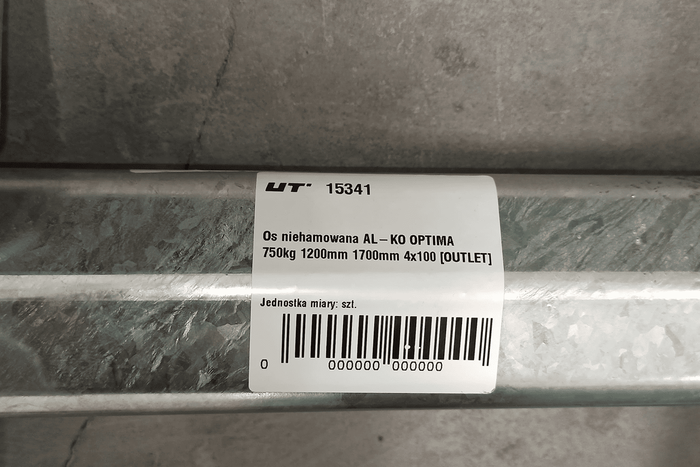 UT 15341
Os niehamowana AL-KO OPTIMA
750kg 1200mm 1700mm 4x100 [OUTLET]
Jednostka miary: szt.
0 000000 000000